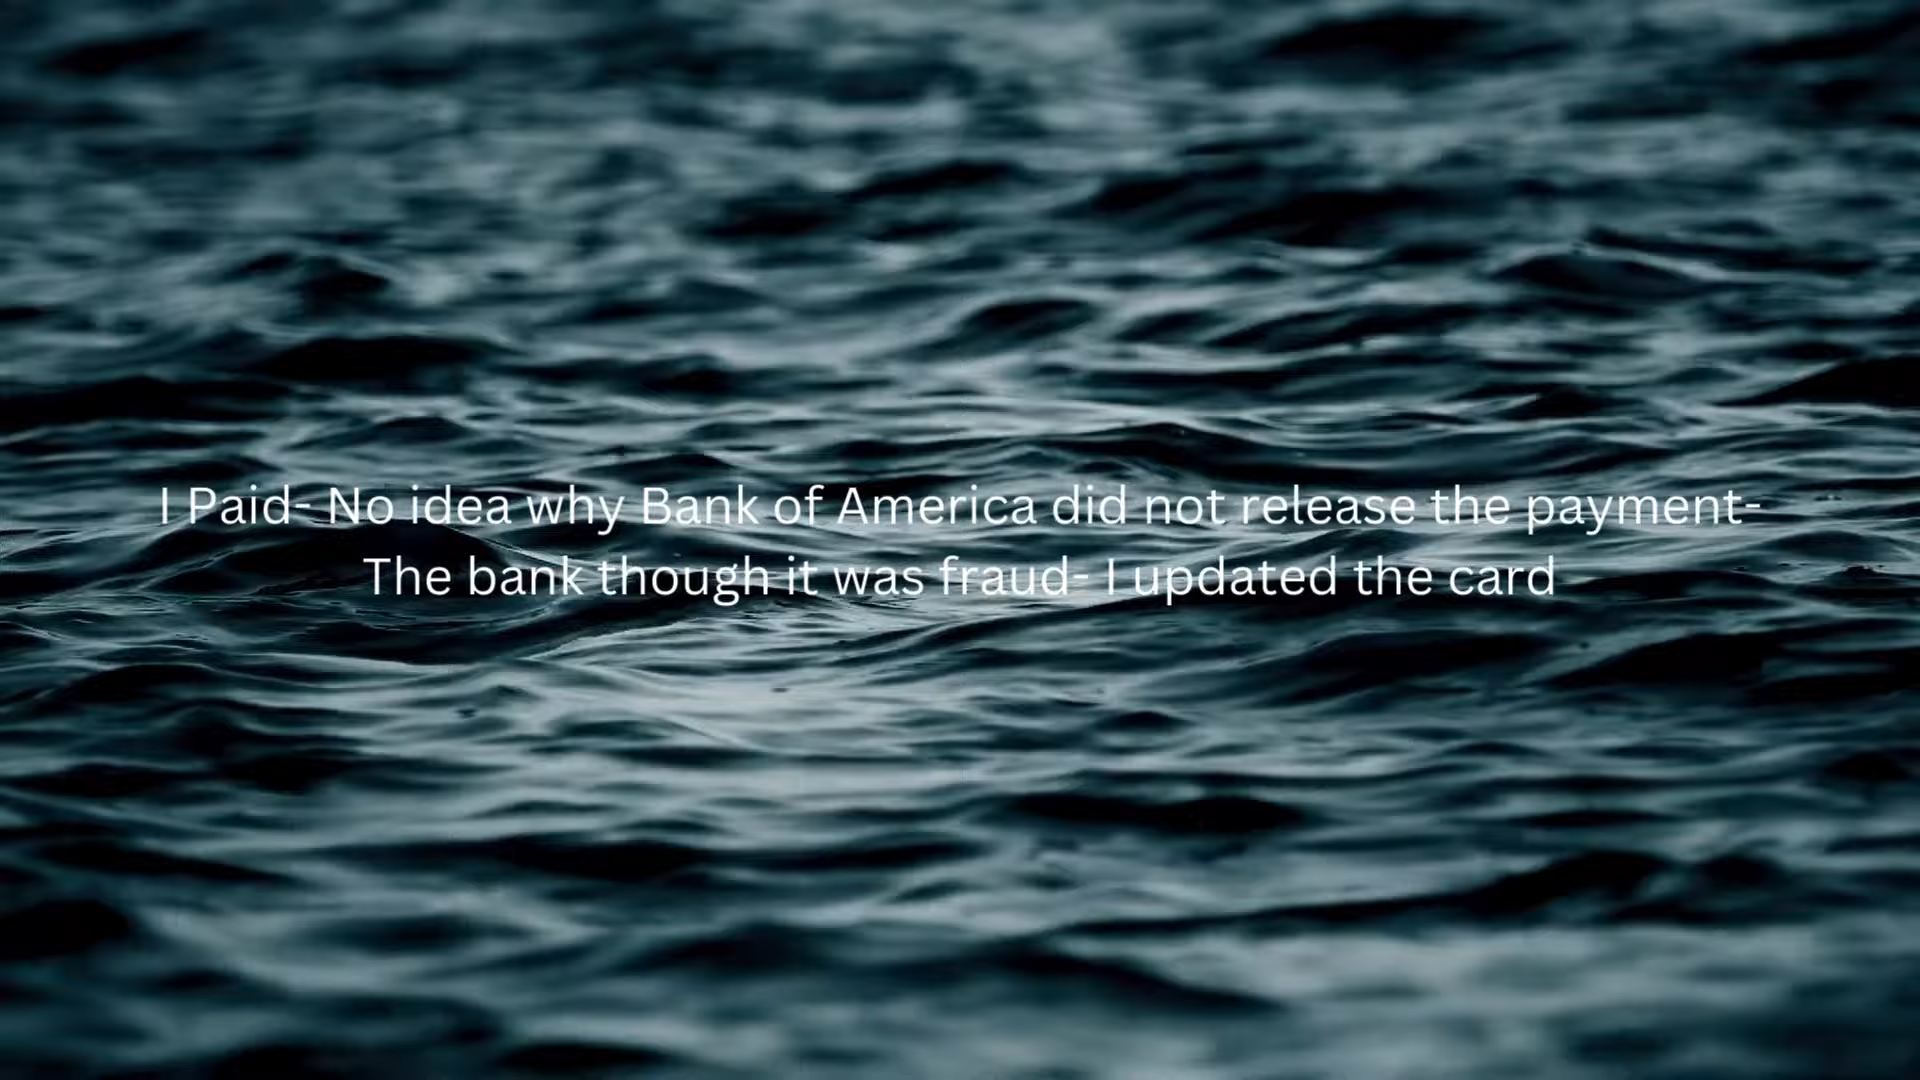 I Paid- No idea why Bank of America did not release the payment-
The bank though it was fraud- I updated the card